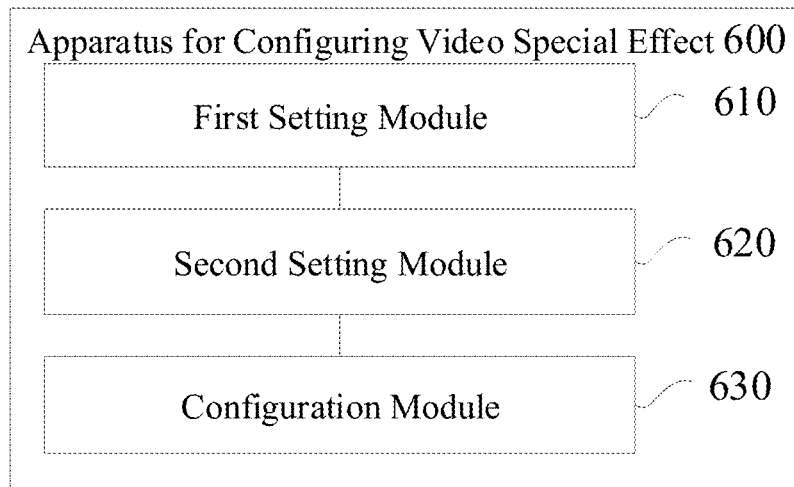 Apparatus for Configuring Video Special Effect 600
First Setting Module
610
Second Setting Module
620
Configuration Module
630